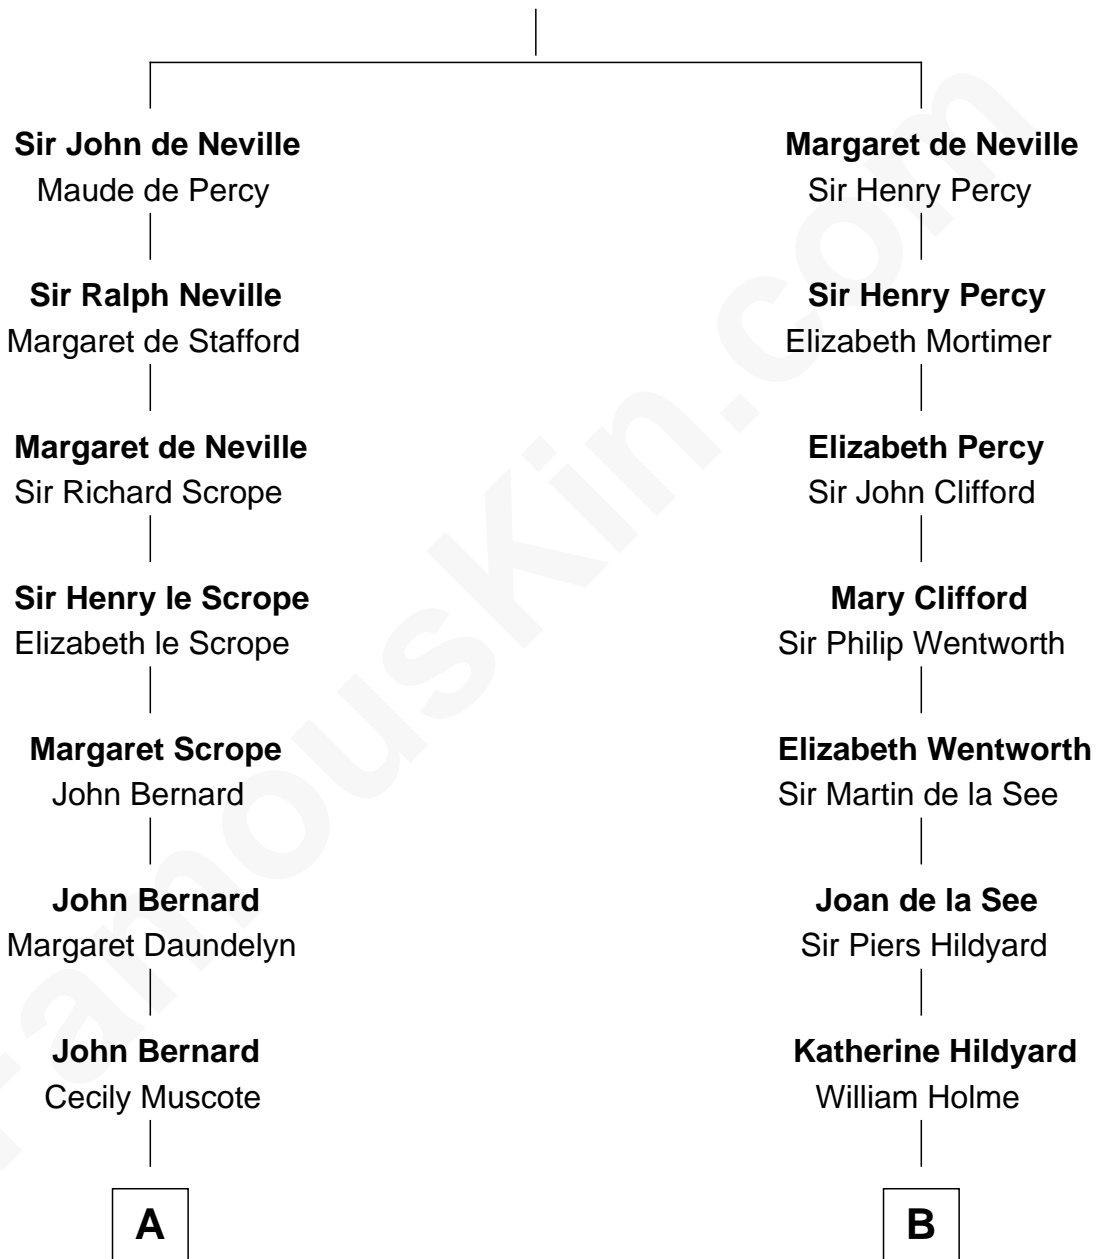 Sir John de Neville
Maude de Percy
Sir Ralph Neville
Margaret de Stafford
Margaret de Neville
Sir Richard Scrope
Sir Henry le Scrope
Elizabeth le Scrope
Margaret Scrope
John Bernard
John Bernard
Margaret Daundelyn
John Bernard
Cecily Muscote
A
Margaret de Neville
Sir Henry Percy
Sir Henry Percy
Elizabeth Mortimer
Elizabeth Percy
Sir John Clifford
Mary Clifford
Sir Philip Wentworth
Elizabeth Wentworth
Sir Martin de la See
Joan de la See
Sir Piers Hildyard
Katherine Hildyard
William Holme
B
FamousKin.com